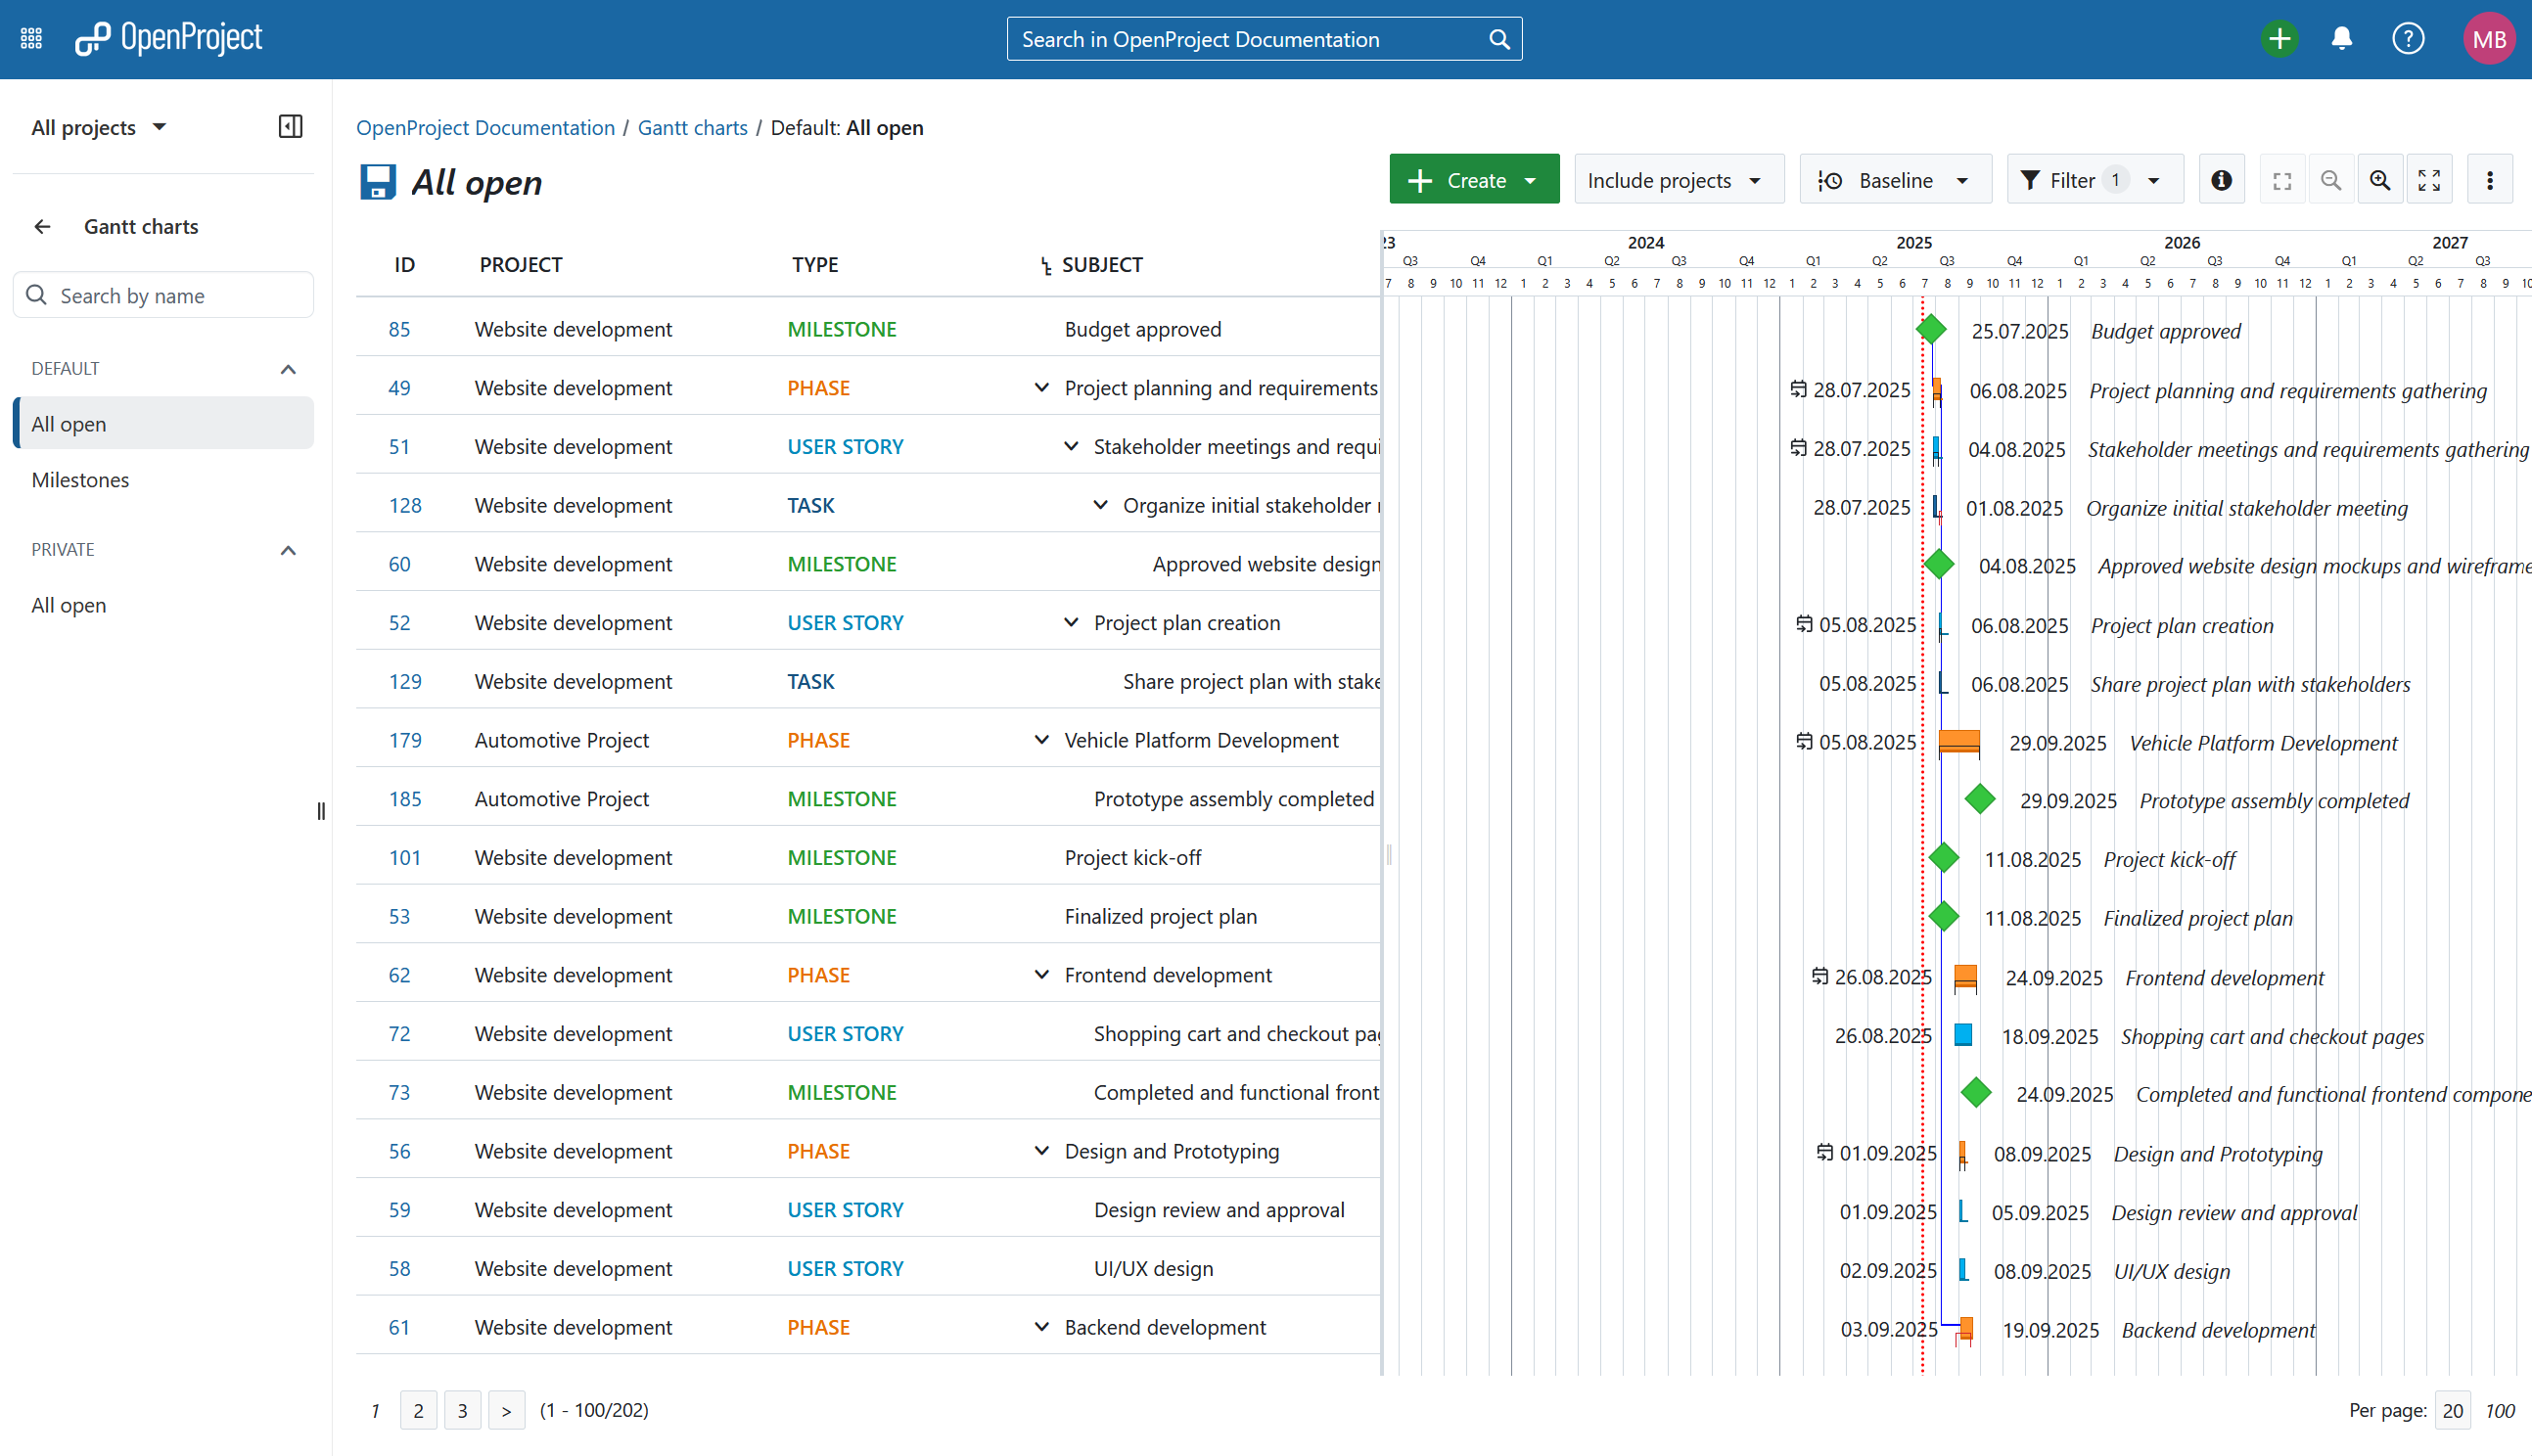 OpenProject
Search in OpenProject Documentation
MB
All projects
Gantt charts
Search by name
DEFAULT
All open
Milestones
PRIVATE
All open
OpenProject Documentation / Gantt charts / Default: All open
All open
Create
Include projects
Baseline
Filter 1
ID PROJECT TYPE SUBJECT
85 Website development MILESTONE Budget approved
49 Website development PHASE Project planning and requirements
51 Website development USER STORY Stakeholder meetings and requi
128 Website development TASK Organize initial stakeholder
60 Website development MILESTONE Approved website design
52 Website development USER STORY Project plan creation
129 Website development TASK Share project plan with stake
179 Automotive Project PHASE Vehicle Platform Development
185 Automotive Project MILESTONE Prototype assembly completed
101 Website development MILESTONE Project kick-off
53 Website development MILESTONE Finalized project plan
62 Website development PHASE Frontend development
72 Website development USER STORY Shopping cart and checkout pag
73 Website development MILESTONE Completed and functional front
56 Website development PHASE Design and Prototyping
59 Website development USER STORY Design review and approval
58 Website development USER STORY UI/UX design
61 Website development PHASE Backend development
23 2024 2025 2026 2027
Q3 Q4 Q1 Q2 Q3 Q4 Q1 Q2 Q3 Q4 Q1 Q2 Q3 Q4 Q1 Q2 Q3
7 8 9 10 11 12 1 2 3 4 5 6 7 8 9 10 11 12 1 2 3 4 5 6 7 8 9 10 11 12 1 2 3 4 5 6 7 8 9 10 11 12 1 2 3 4 5 6 7 8 9 10
25.07.2025 Budget approved
28.07.2025 06.08.2025 Project planning and requirements gathering
28.07.2025 04.08.2025 Stakeholder meetings and requirements gathering
28.07.2025 01.08.2025 Organize initial stakeholder meeting
04.08.2025 Approved website design mockups and wireframe
05.08.2025 06.08.2025 Project plan creation
05.08.2025 06.08.2025 Share project plan with stakeholders
05.08.2025 29.09.2025 Vehicle Platform Development
29.09.2025 Prototype assembly completed
11.08.2025 Project kick-off
11.08.2025 Finalized project plan
26.08.2025 24.09.2025 Frontend development
26.08.2025 18.09.2025 Shopping cart and checkout pages
24.09.2025 Completed and functional frontend compone
01.09.2025 08.09.2025 Design and Prototyping
01.09.2025 05.09.2025 Design review and approval
02.09.2025 08.09.2025 UI/UX design
03.09.2025 19.09.2025 Backend development
1 2 3 > (1 - 100/202)
Per page: 20 100